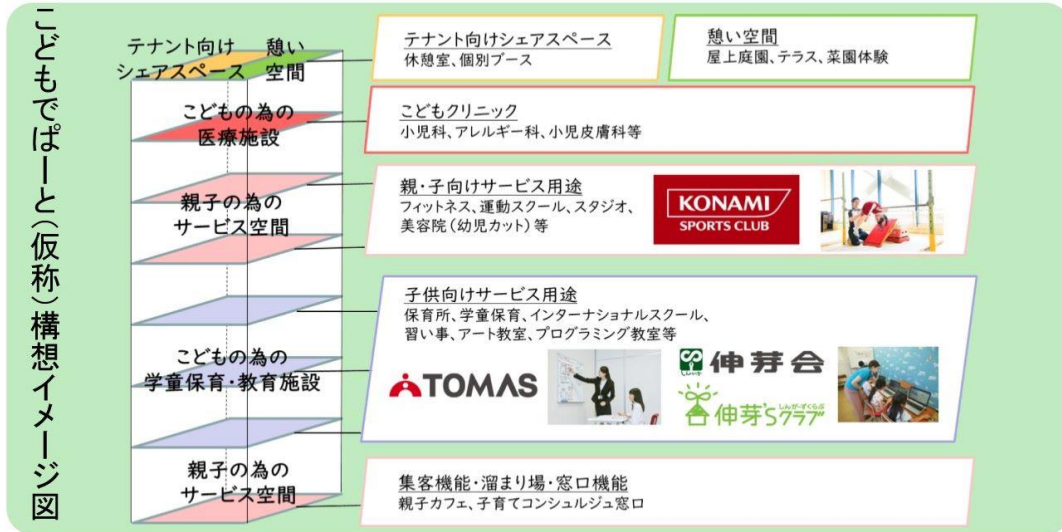 こどもでぱーと(仮称)構想イメージ図
テナント向け
シェアスペース
憩い
空間
テナント向けシェアスペース
休憩室、個別ブース
憩い空間
屋上庭園、テラス、菜園体験
こどもの為の
医療施設
こどもクリニック
小児科、アレルギー科、小児皮膚科等
親子の為の
サービス空間
親・子向けサービス用途
フィットネス、運動スクール、スタジオ、
美容院(幼児カット)等
KONAMI
SPORTS CLUB
こどもの為の
学童保育・教育施設
子供向けサービス用途
保育所、学童保育、インターナショナルスクール、
習い事、アート教室、プログラミング教室等
TOMAS
しんが
伸芽会
しんが~ずくらぶ
伸芽'Sクラブ
親子の為の
サービス空間
集客機能・溜まり場・窓口機能
親子カフェ、子育てコンシェルジュ窓口